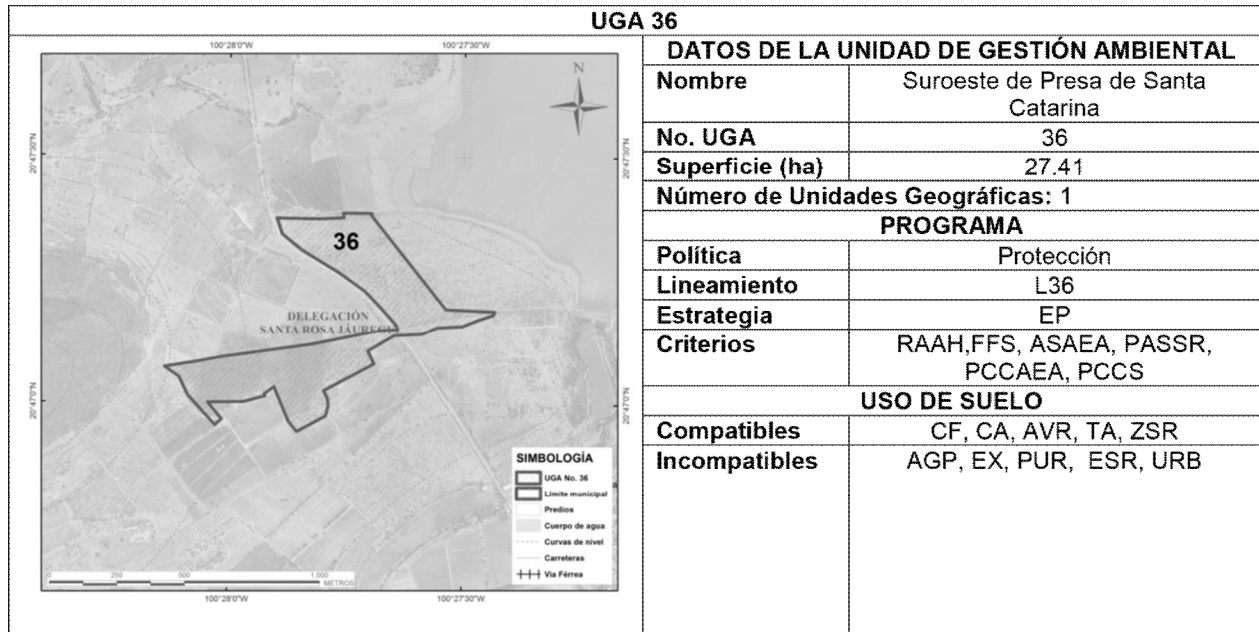 UGA 36
100°28'0"W 100°27'30"W
N
20°47'30"N 20°47'30"N
36
DELEGACIÓN
SANTA ROSA JÁUREGUI
20°47'0"N 20°47'0"N
SIMBOLOGÍA
UGA No. 36
Límite municipal
Predios
Cuerpo de agua
Curvas de nivel
Carreteras
Vía Férrea
0 250 500 1,000
METROS
100°28'0"W 100°27'30"W
DATOS DE LA UNIDAD DE GESTIÓN AMBIENTAL
Nombre Suroeste de Presa de Santa
Catarina
No. UGA 36
Superficie (ha) 27.41
Número de Unidades Geográficas: 1
PROGRAMA
Política Protección
Lineamiento L36
Estrategia EP
Criterios RAAH,FFS, ASAEA, PASSR,
PCCAEA, PCCS
USO DE SUELO
Compatibles CF, CA, AVR, TA, ZSR
Incompatibles AGP, EX, PUR, ESR, URB